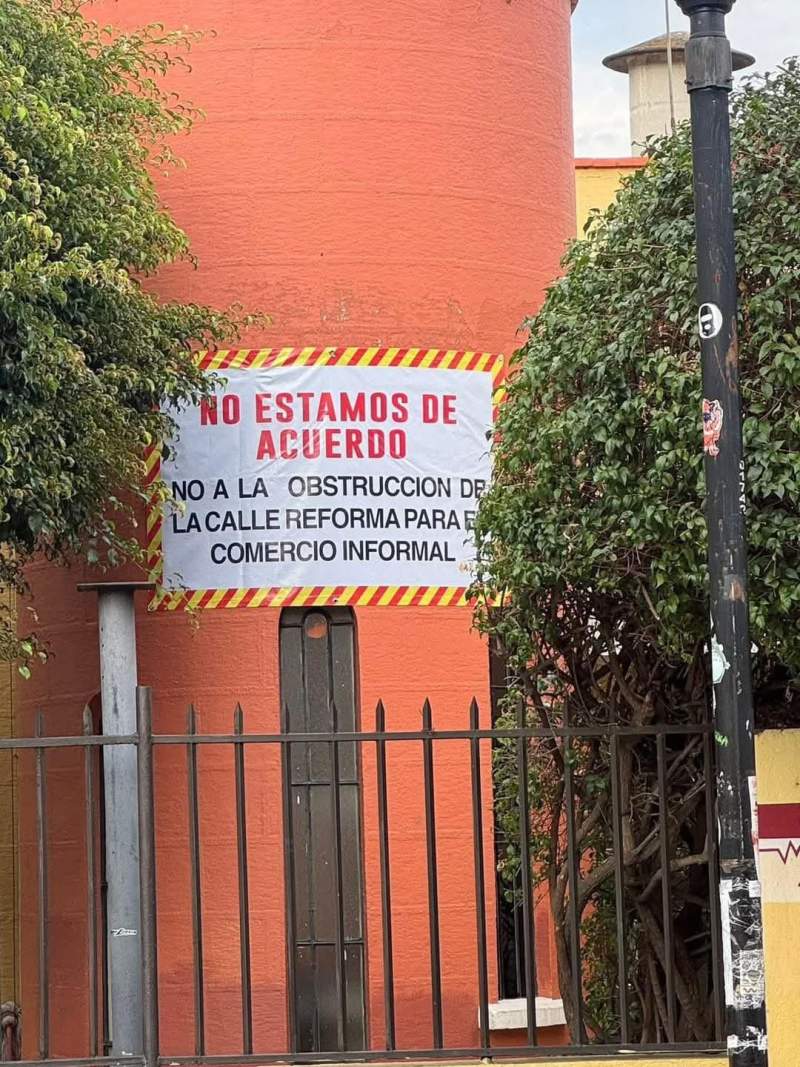 NO ESTAMOS DE
ACUERDO
NO A LA OBSTRUCCION DE
LA CALLE REFORMA PARA E
COMERCIO INFORMAL